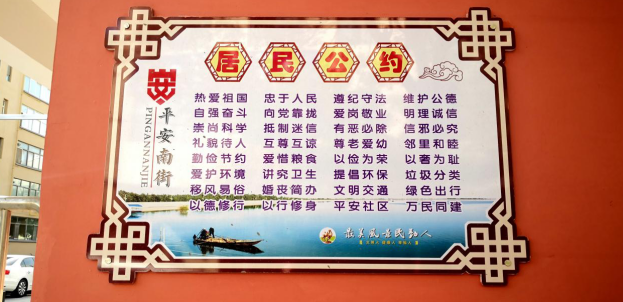 居民公约
平安南街
PINGANNANJIE
热爱祖国 忠于人民 遵纪守法 维护公德
自强奋斗 向党靠拢 爱岗敬业 明理诚信
崇尚科学 抵制迷信 有恶必除 信邪必究
礼貌待人 互尊互谅 尊老爱幼 邻里和睦
勤俭节约 爱惜粮食 以俭为荣 以奢为耻
爱护环境 讲究卫生 提倡环保 垃圾分类
移风易俗 婚丧简办 文明交通 绿色出行
以德修行 以行修身 平安社区 万民同建